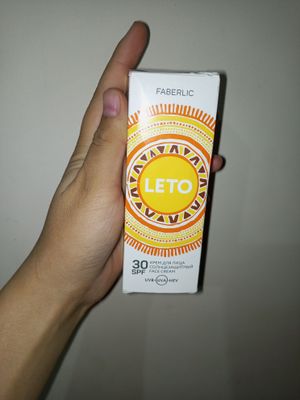 FABERLIC
LETO
30
SPF
КРЕМ ДЛЯ ЛИЦА
СОЛНЦЕЗАЩИТНЫЙ
FACE CREAM
UVB+UVA+HEV